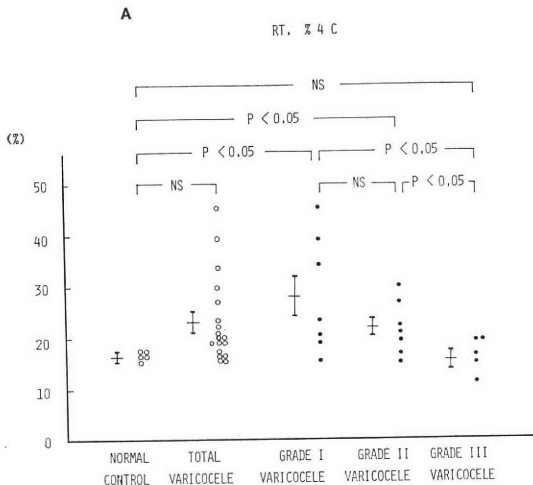 A
RT. % 4 C
NS
P < 0.05
(%)
P < 0.05 P < 0.05
NS NS P < 0.05
50
40
30
20
10
0
NORMAL CONTROL
TOTAL VARICOCELE
GRADE I VARICOCELE
GRADE II VARICOCELE
GRADE III VARICOCELE